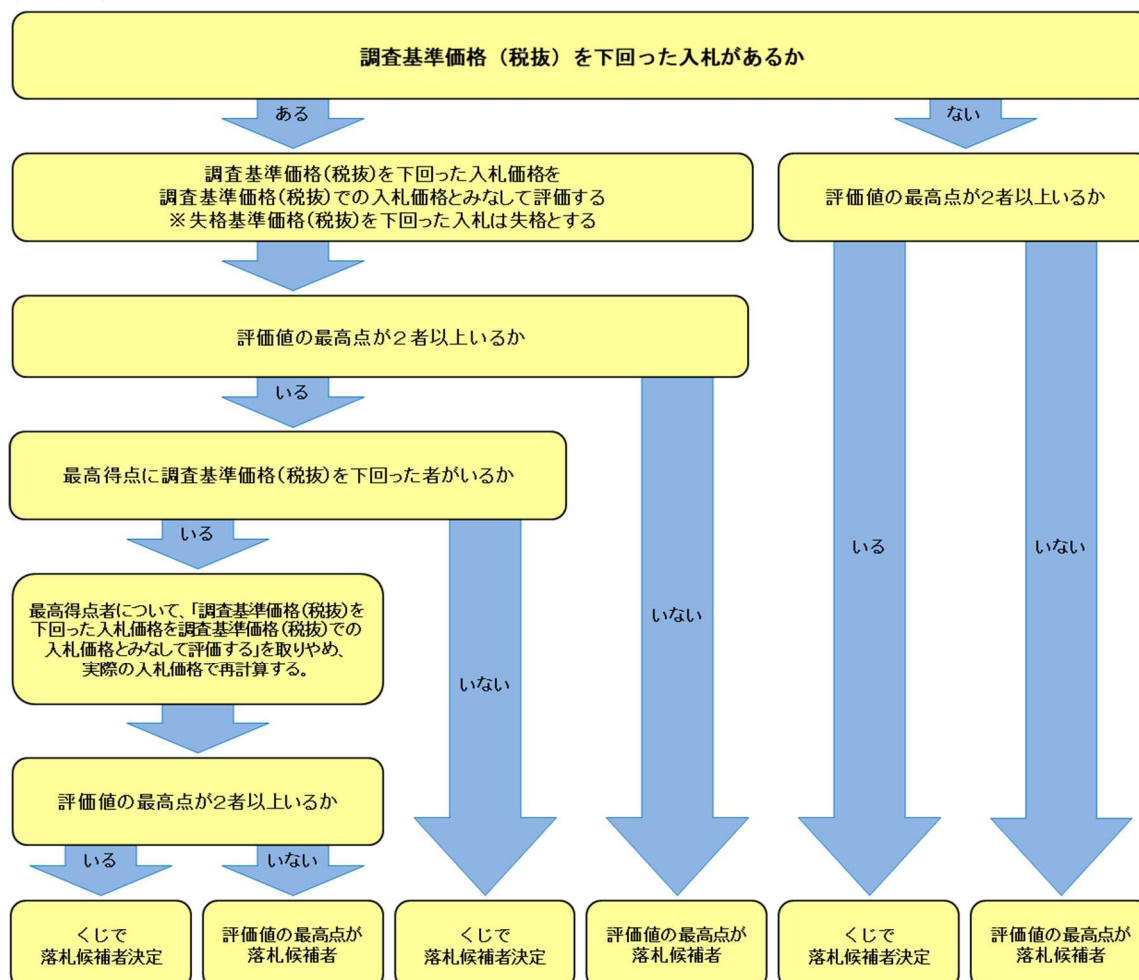 調査基準価格（税抜）を下回った入札があるか
ある
ない
調査基準価格(税抜)を下回った入札価格を
調査基準価格(税抜)での入札価格とみなして評価する
※失格基準価格(税抜)を下回った入札は失格とする
評価値の最高点が2者以上いるか
評価値の最高点が２者以上いるか
いる
いない
いる
いない
最高得点に調査基準価格(税抜)を下回った者がいるか
いる
いない
最高得点者について、「調査基準価格(税抜)を
下回った入札価格を調査基準価格(税抜)での
入札価格とみなして評価する」を取りやめ、
実際の入札価格で再計算する。
評価値の最高点が2者以上いるか
いる
いない
くじで
落札候補者決定
評価値の最高点が
落札候補者
くじで
落札候補者決定
評価値の最高点が
落札候補者
くじで
落札候補者決定
評価値の最高点が
落札候補者